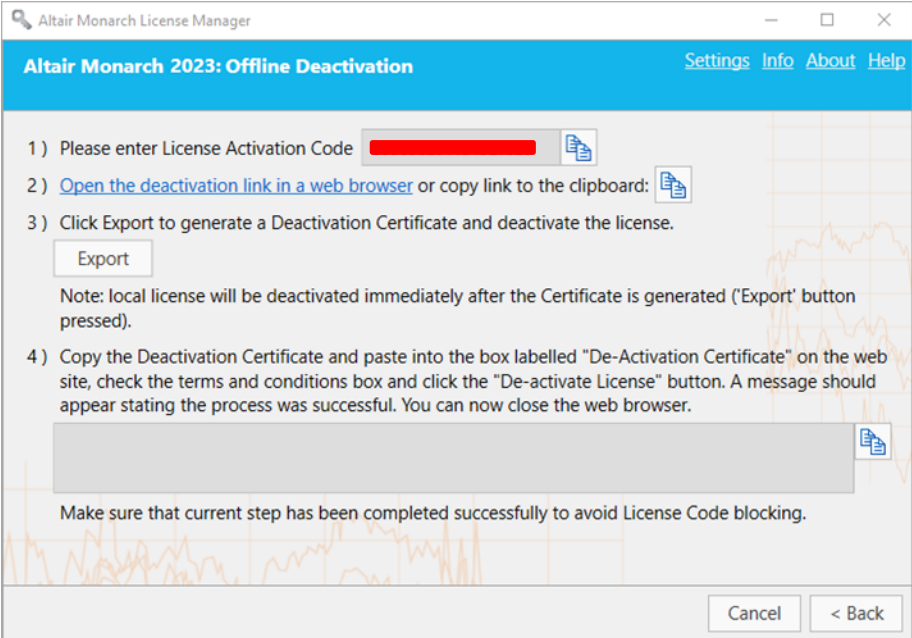 Altair Monarch License Manager
Altair Monarch 2023: Offline Deactivation
Settings Info About Help
1) Please enter License Activation Code
2) Open the deactivation link in a web browser or copy link to the clipboard:
3) Click Export to generate a Deactivation Certificate and deactivate the license.
Export
Note: local license will be deactivated immediately after the Certificate is generated ('Export' button
pressed).
4) Copy the Deactivation Certificate and paste into the box labelled "De-Activation Certificate" on the web
site, check the terms and conditions box and click the "De-activate License" button. A message should
appear stating the process was successful. You can now close the web browser.
Make sure that current step has been completed successfully to avoid License Code blocking.
Cancel
< Back